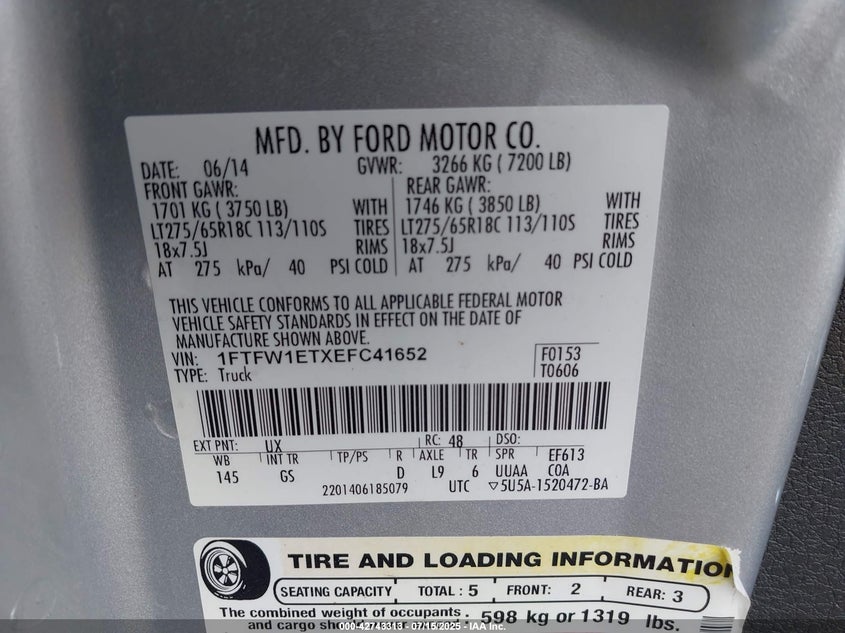 MFD. BY FORD MOTOR CO.
DATE: 06/14 GVWR: 3266 KG ( 7200 LB)
FRONT GAWR: REAR GAWR:
1701 KG ( 3750 LB) WITH 1746 KG ( 3850 LB) WITH
LT275/65R18C 113/110S TIRES LT275/65R18C 113/110S TIRES
18x7.5J RIMS 18x7.5J RIMS
AT 275 kPa/ 40 PSI COLD AT 275 kPa/ 40 PSI COLD
THIS VEHICLE CONFORMS TO ALL APPLICABLE FEDERAL MOTOR
VEHICLE SAFETY STANDARDS IN EFFECT ON THE DATE OF
MANUFACTURE SHOWN ABOVE.
VIN: 1FTFW1ETXEFC41652 F0153
TYPE: Truck T0606
EXT PNT: UX RC: 48 DSO:
WB INT TR TP/PS R AXLE TR SPR EF613
145 GS D L9 6 UUAA COA
2201406185079 UTC ▽5U5A-1520472-BA
TIRE AND LOADING INFORMATION
SEATING CAPACITY TOTAL : 5 FRONT: 2 REAR: 3
The combined weight of occupants
and cargo 598 kg or 1319 lbs.
000-42743313 - 07/15/2025 - IAA Inc.